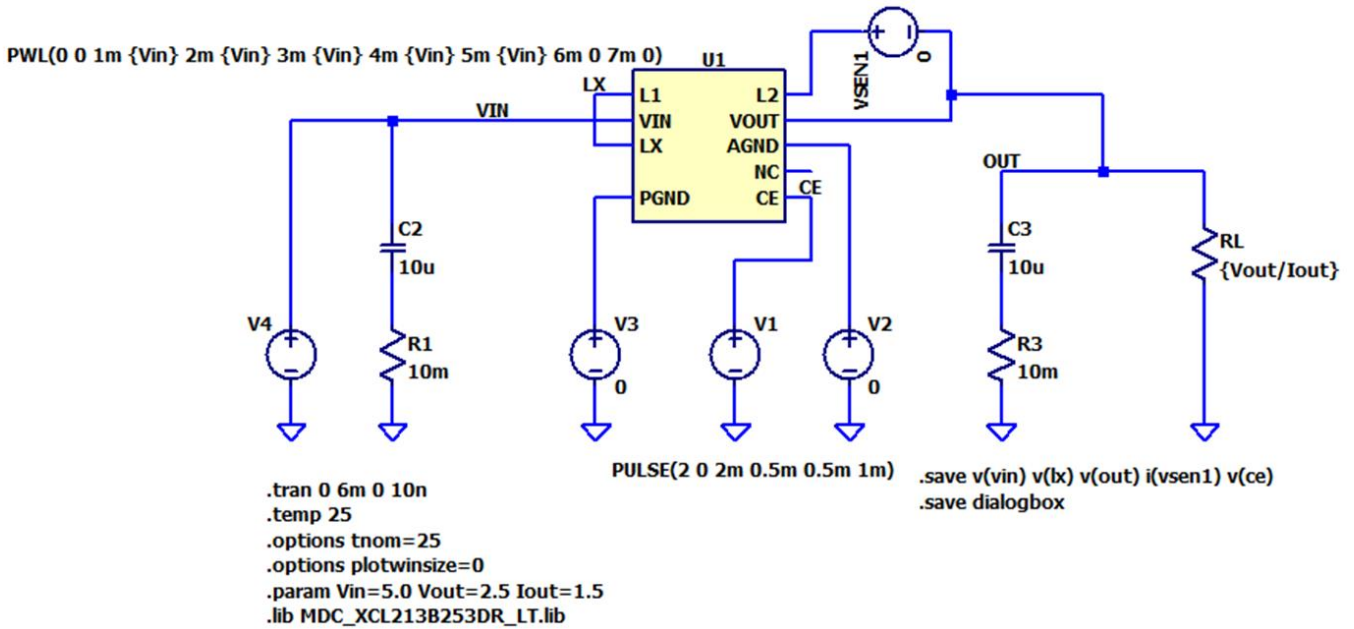 PWL(0 0 1m {Vin} 2m {Vin} 3m {Vin} 4m {Vin} 5m {Vin} 6m 0 7m 0)
U1
VSEN1
0
LX
L1
L2
VIN
VIN
VOUT
LX
AGND
NC
CE
PGND
CE
OUT
C2
10u
C3
10u
RL
{Vout/Iout}
V4
R1
10m
V3
0
V1
V2
0
R3
10m
PULSE(2 0 2m 0.5m 0.5m 1m)
.save v(vin) v(lx) v(out) i(vsen1) v(ce)
.save dialogbox
.tran 0 6m 0 10n
.temp 25
.options tnom=25
.options plotwinsize=0
.param Vin=5.0 Vout=2.5 Iout=1.5
.lib MDC_XCL213B253DR_LT.lib